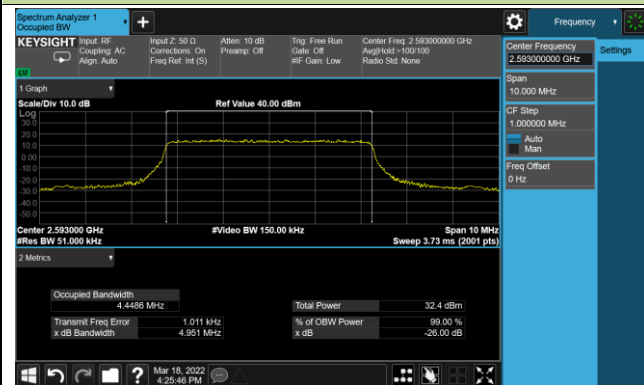 Spectrum Analyzer 1
Occupied BW
+
Frequency
KEYSIGHT
Input: RF
Coupling: AC
Align: Auto
Input Z: 50 Ω
Corrections: On
Freq Ref: Int (S)
Atten: 10 dB
Preamp: Off
Trig: Free Run
Gate: Off
#IF Gain: Low
Center Freq: 2.593000000 GHz
Avg|Hold:>100/100
Radio Std: None
LM
Center Frequency
2.593000000 GHz
Settings
Span
10.000 MHz
CF Step
1.000000 MHz
Auto
Man
Freq Offset
0 Hz
1 Graph
Scale/Div 10.0 dB
Ref Value 40.00 dBm
Log
30.0
20.0
10.0
0.00
-10.0
-20.0
-30.0
-40.0
-50.0
Center 2.593000 GHz
#Video BW 150.00 kHz
Span 10 MHz
#Res BW 51.000 kHz
Sweep 3.73 ms (2001 pts)
2 Metrics
Occupied Bandwidth
4.4486 MHz
Total Power 32.4 dBm
Transmit Freq Error 1.011 kHz
% of OBW Power 99.00 %
x dB Bandwidth 4.951 MHz
x dB -26.00 dB
?
Mar 18, 2022
4:25:46 PM